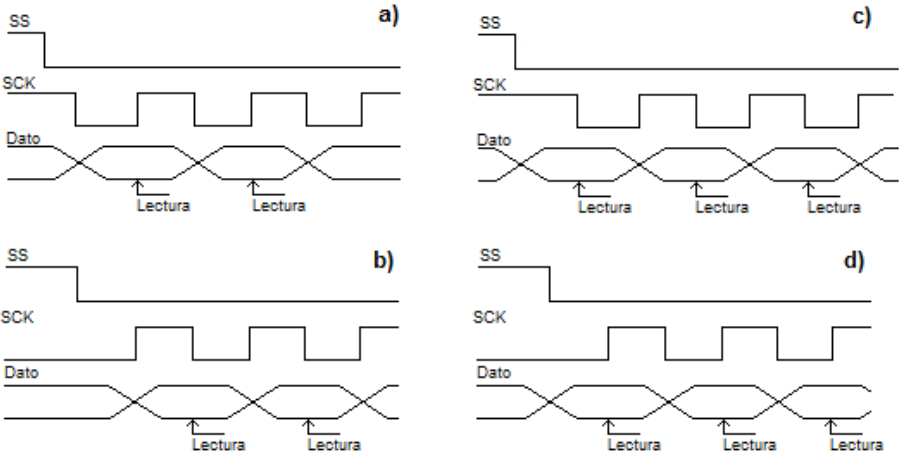 a)
SS
SCK
Dato
Lectura Lectura
c)
SS
SCK
Dato
Lectura Lectura Lectura
b)
SS
SCK
Dato
Lectura Lectura
d)
SS
SCK
Dato
Lectura Lectura Lectura